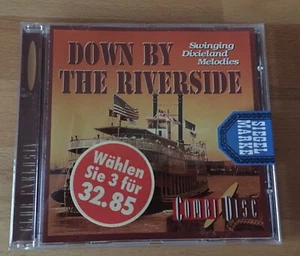 DOWN BY
THE RIVERSIDE
Swinging
Dixieland
Melodies
Wählen
Sie 3 für
32.85
SIEGEL
MARKE
COMBI DISC